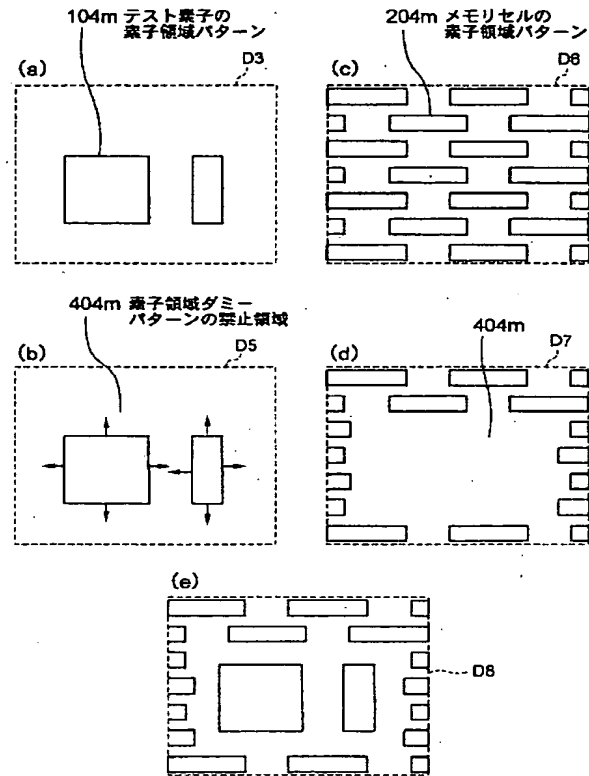 104m テスト素子の
素子領域パターン
204m メモリセルの
素子領域パターン
(a)
D3
(c)
D6
404m 素子領域ダミー
パターンの禁止領域
404m
(b)
D5
(d)
D7
(e)
D8